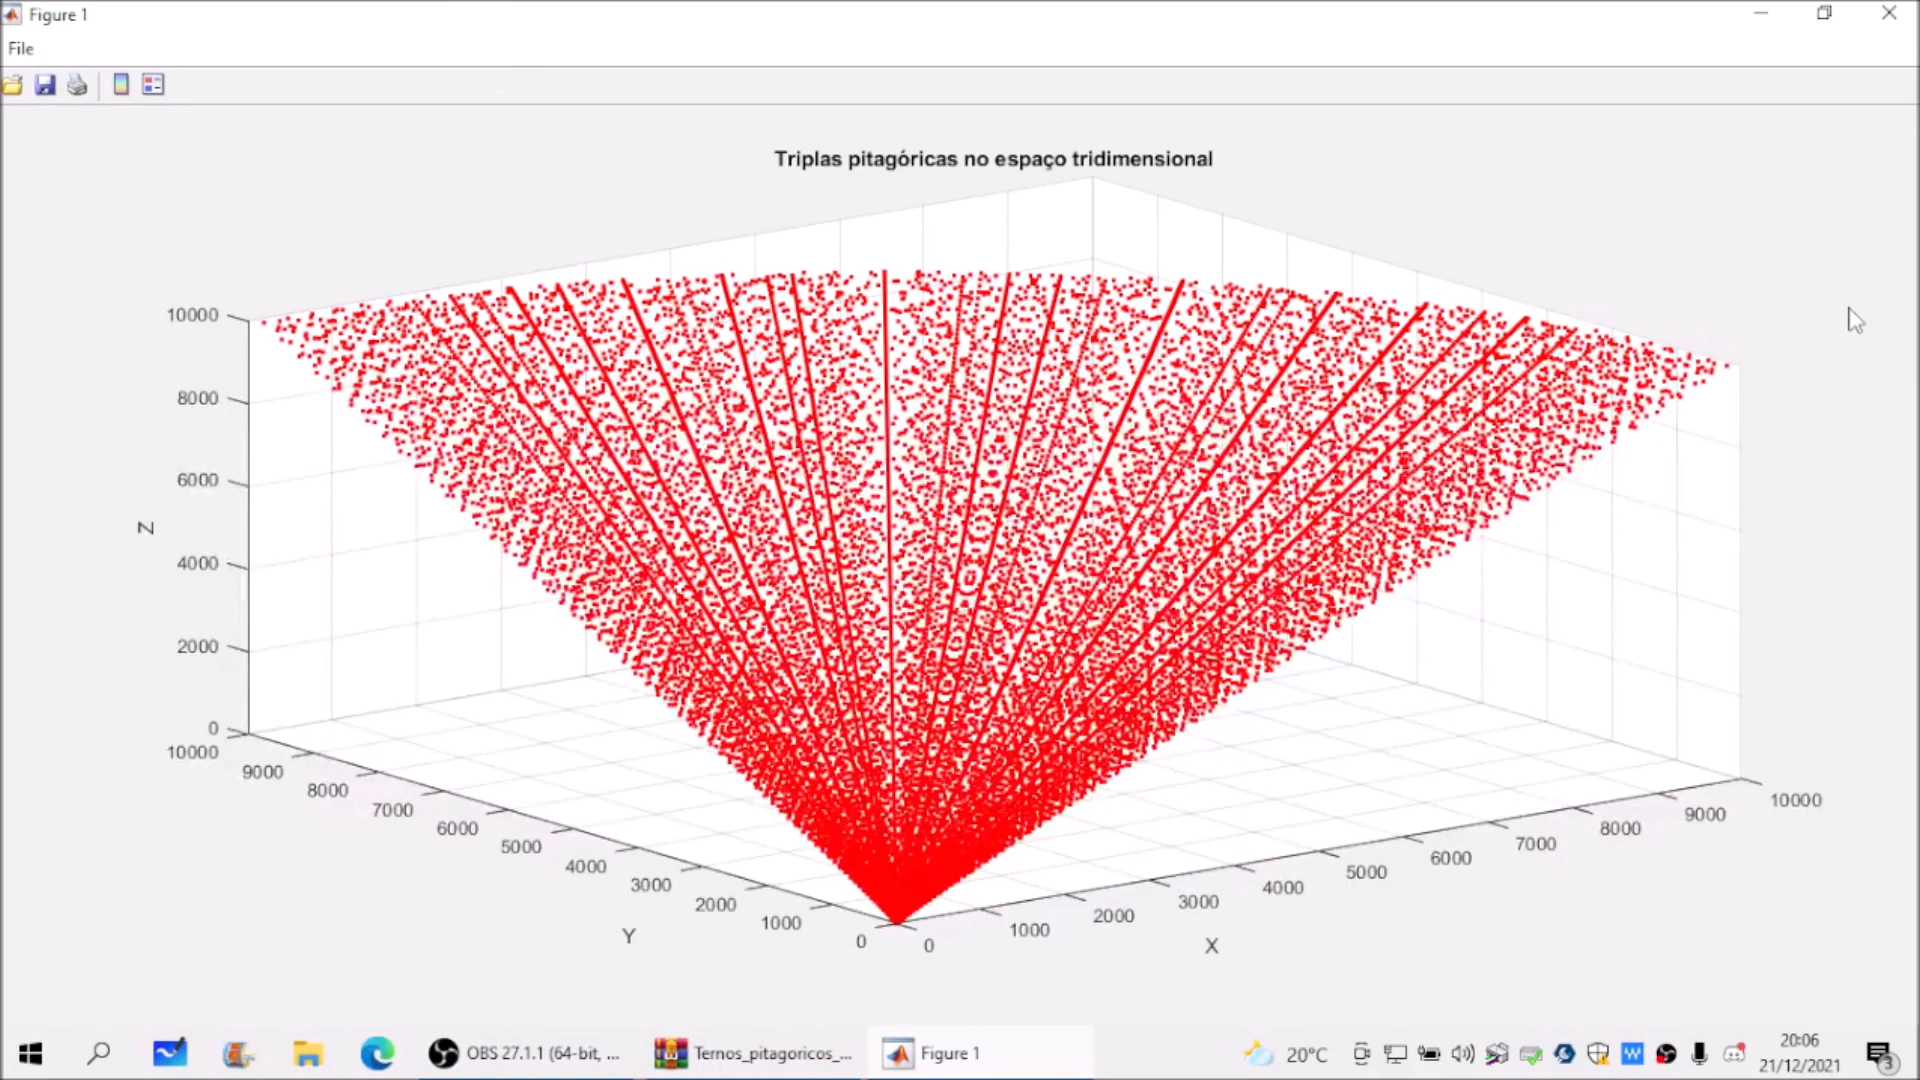 Figure 1
File
Triplas pitagóricas no espaço tridimensional
10000
8000
6000
4000
2000
0
Z
10000
9000
8000
7000
6000
5000
4000
3000
2000
1000
0
Y
0
1000
2000
3000
4000
5000
6000
7000
8000
9000
10000
X
OBS 27.1.1 (64-bit, ...
Ternos_pitagoricos_...
Figure 1
20°C
W
20:06
21/12/2021
3